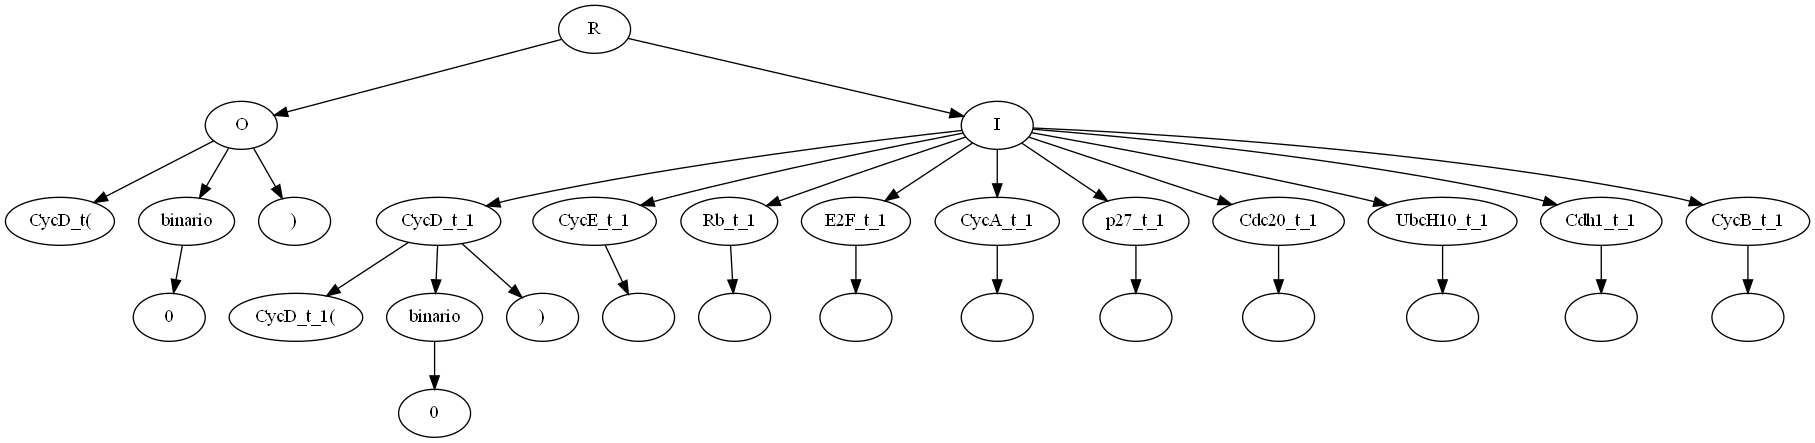 R
O
I
CycD_t(
binario
)
CycD_t_1
CycE_t_1
Rb_t_1
E2F_t_1
CycA_t_1
p27_t_1
Cdc20_t_1
UbcH10_t_1
Cdh1_t_1
CycB_t_1
0
CycD_t_1(
binario
)
0